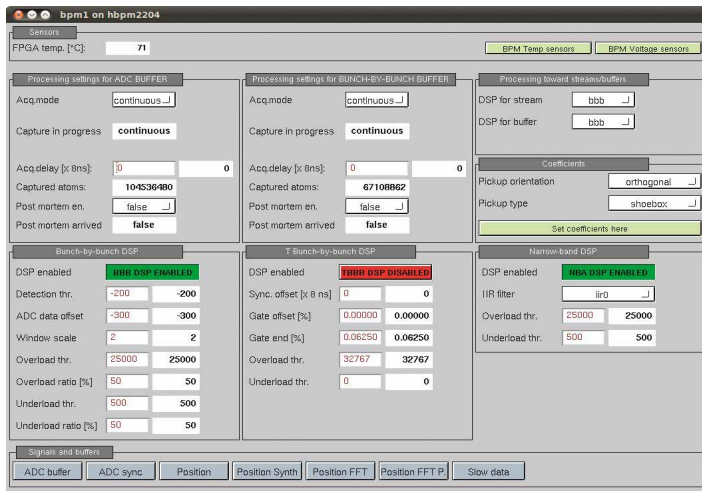 bpm1 on hbpm2204
Sensors
FPGA temp. [°C]: 71 BPM Temp sensors BPM Voltage sensors
Processing settings for ADC BUFFER
Acq.mode continuous
Capture in progress continuous
Acq.delay [x 8ns]: 0 0
Captured atoms: 104536480
Post mortem en. false
Post mortem arrived false
Processing settings for BUNCH-BY-BUNCH BUFFER
Acq.mode continuous
Capture in progress continuous
Acq.delay [x 8ns]: 0 0
Captured atoms: 67108862
Post mortem en. false
Post mortem arrived false
Processing toward streams/buffers
DSP for stream bbb
DSP for buffer bbb
Coefficients
Pickup orientation orthogonal
Pickup type shoebox
Set coefficients here
Bunch-by-bunch DSP
DSP enabled BBB DSP ENABLED
Detection thr. -200 -200
ADC data offset -300 -300
Window scale 2 2
Overload thr. 25000 25000
Overload ratio [%] 50 50
Underload thr. 500 500
Underload ratio [%] 50 50
T Bunch-by-bunch DSP
DSP enabled TBBB DSP DISABLED
Sync. offset [x 8 ns] 0 0
Gate offset [%] 0.00000 0.00000
Gate end [%] 0.06250 0.06250
Overload thr. 32767 32767
Underload thr. 0 0
Narrow-band DSP
DSP enabled NBA DSP ENABLED
IIR filter iir0
Overload thr. 25000 25000
Underload thr. 500 500
Signals and buffers
ADC buffer ADC sync Position Position Synth Position FFT Position FFT P. Slow data